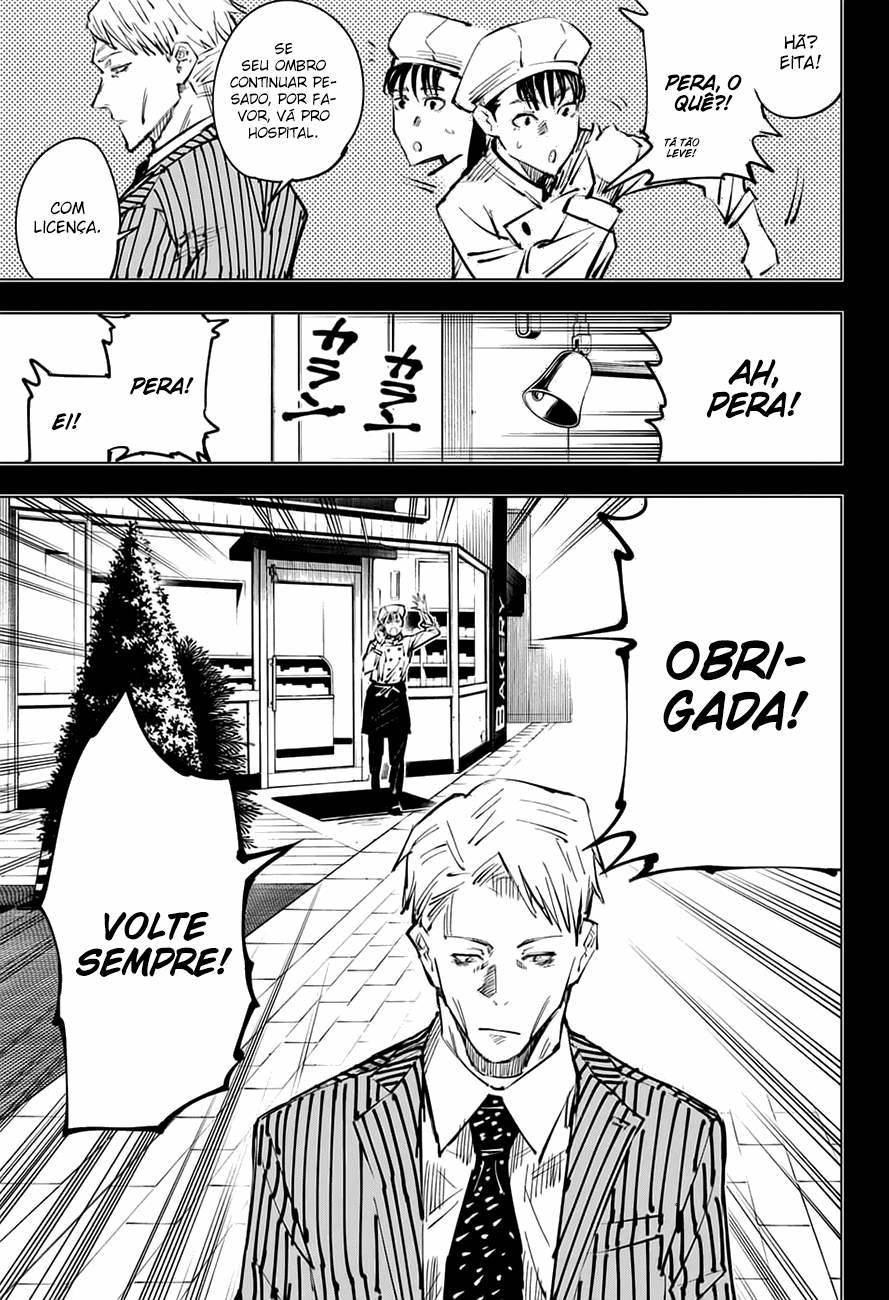 HÃ?
EITA!
PERA, O
QUÊ?!
TÁ TÃO
LEVE!
SE
SEU OMBRO
CONTINUAR PE-
SADO, POR FA-
VOR, VÁ PRO
HOSPITAL.
COM
LICENÇA.
AH,
PERA!
カラン
カラン
PERA!
EI!
BAKERY
OBRI-
GADA!
VOLTE
SEMPRE!